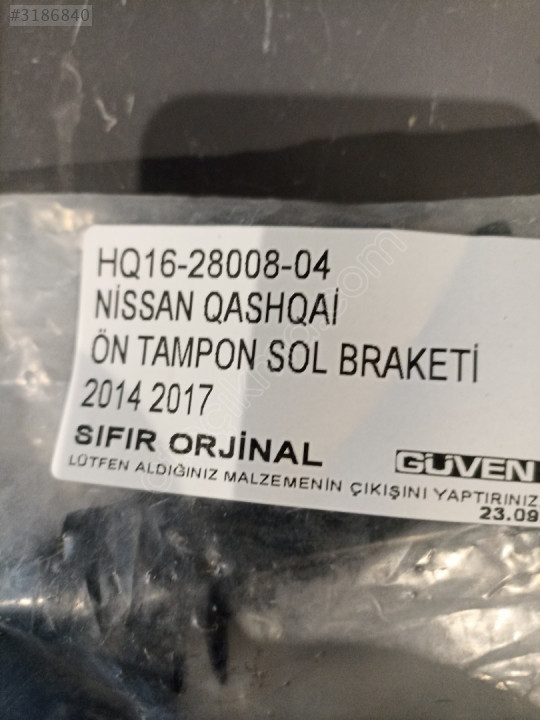 #3186840
HQ16-28008-04
NİSSAN QASHQAİ
ÖN TAMPON SOL BRAKETİ
2014 2017
SIFIR ORJİNAL
GÜVEN
LÜTFEN ALDIĞINIZ MALZEMENİN ÇIKIŞINI YAPTIRINIZ
23.09